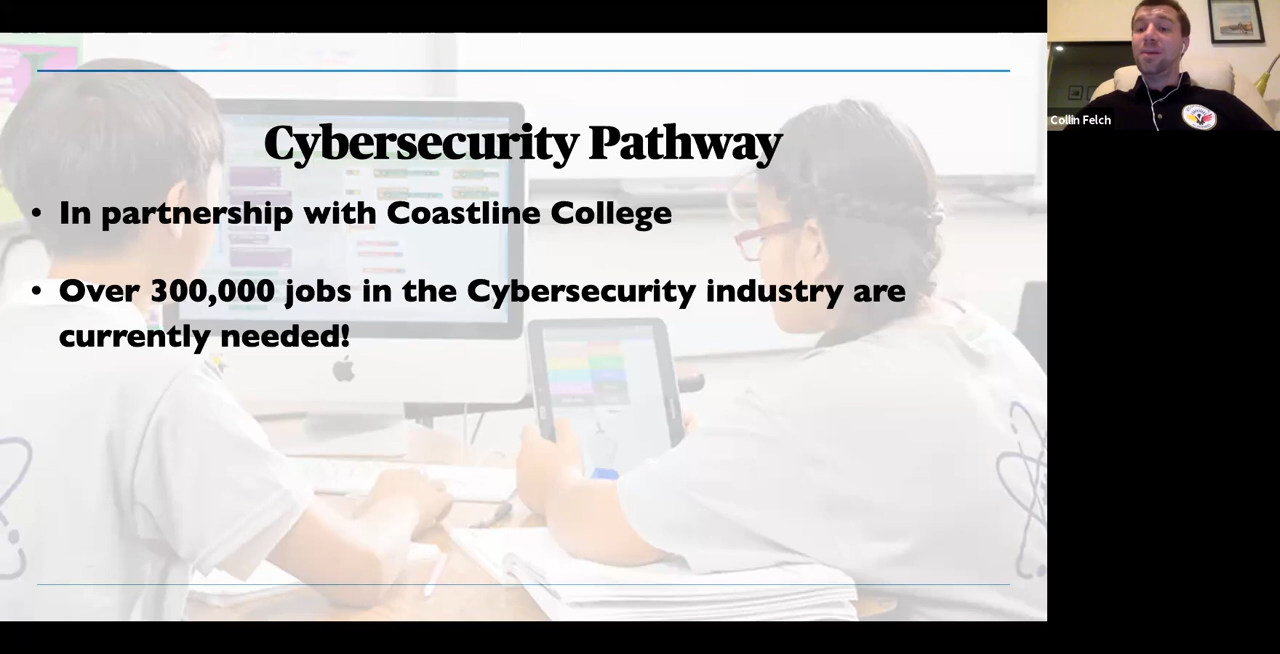 Cybersecurity Pathway
• In partnership with Coastline College
• Over 300,000 jobs in the Cybersecurity industry are
currently needed!
Collin Felch